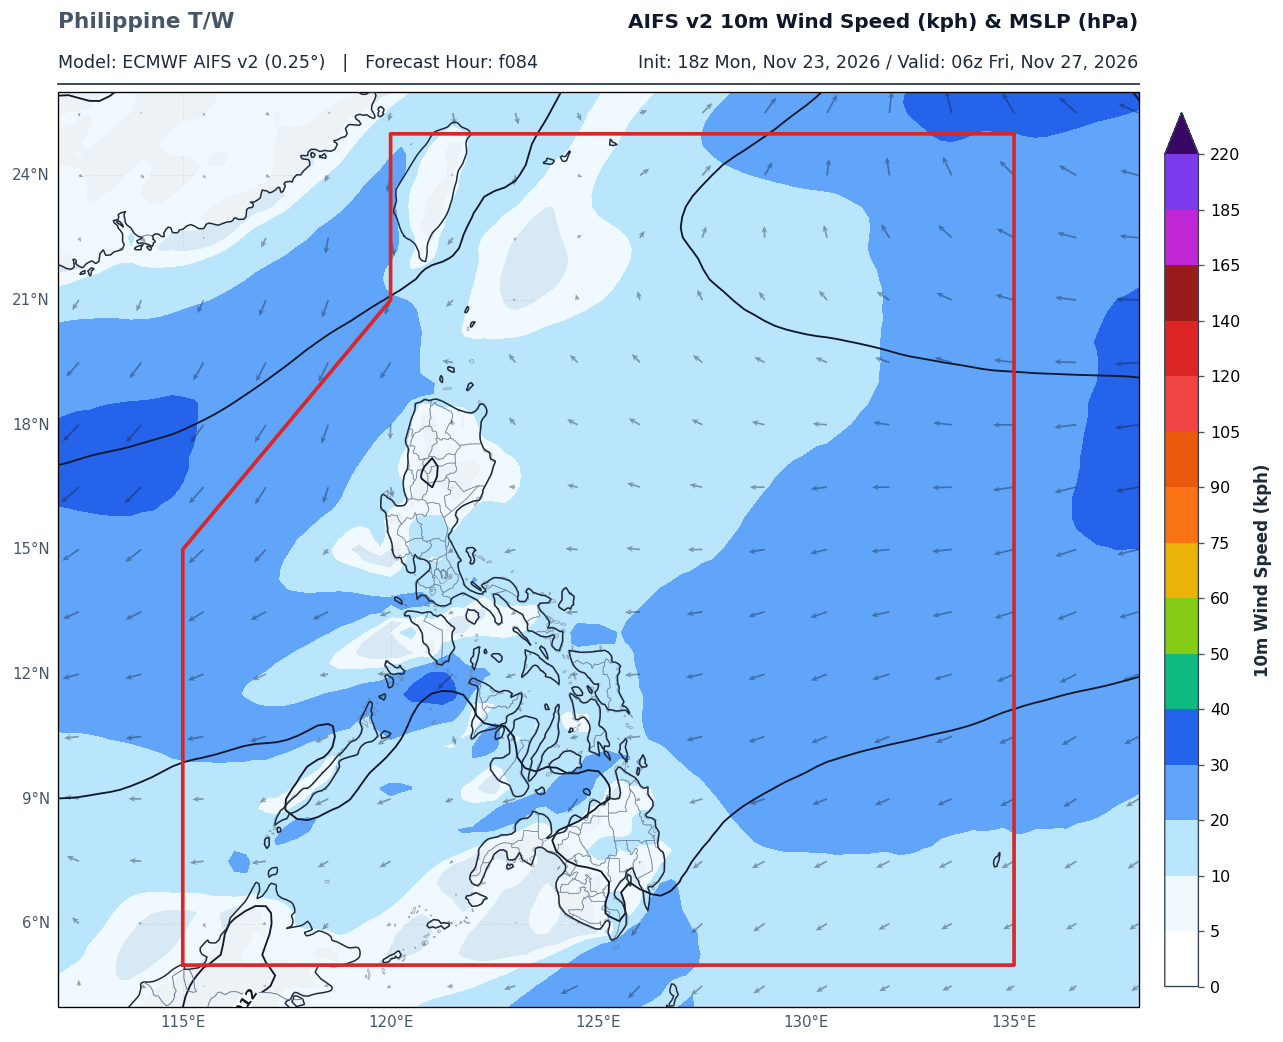 Philippine T/W
AIFS v2 10m Wind Speed (kph) & MSLP (hPa)
Model: ECMWF AIFS v2 (0.25°)   |   Forecast Hour: f084
Init: 18z Mon, Nov 23, 2026 / Valid: 06z Fri, Nov 27, 2026
24°N
21°N
18°N
15°N
12°N
9°N
6°N
115°E
120°E
125°E
130°E
135°E
220
185
165
140
120
105
90
75
60
50
40
30
20
10
5
0
10m Wind Speed (kph)